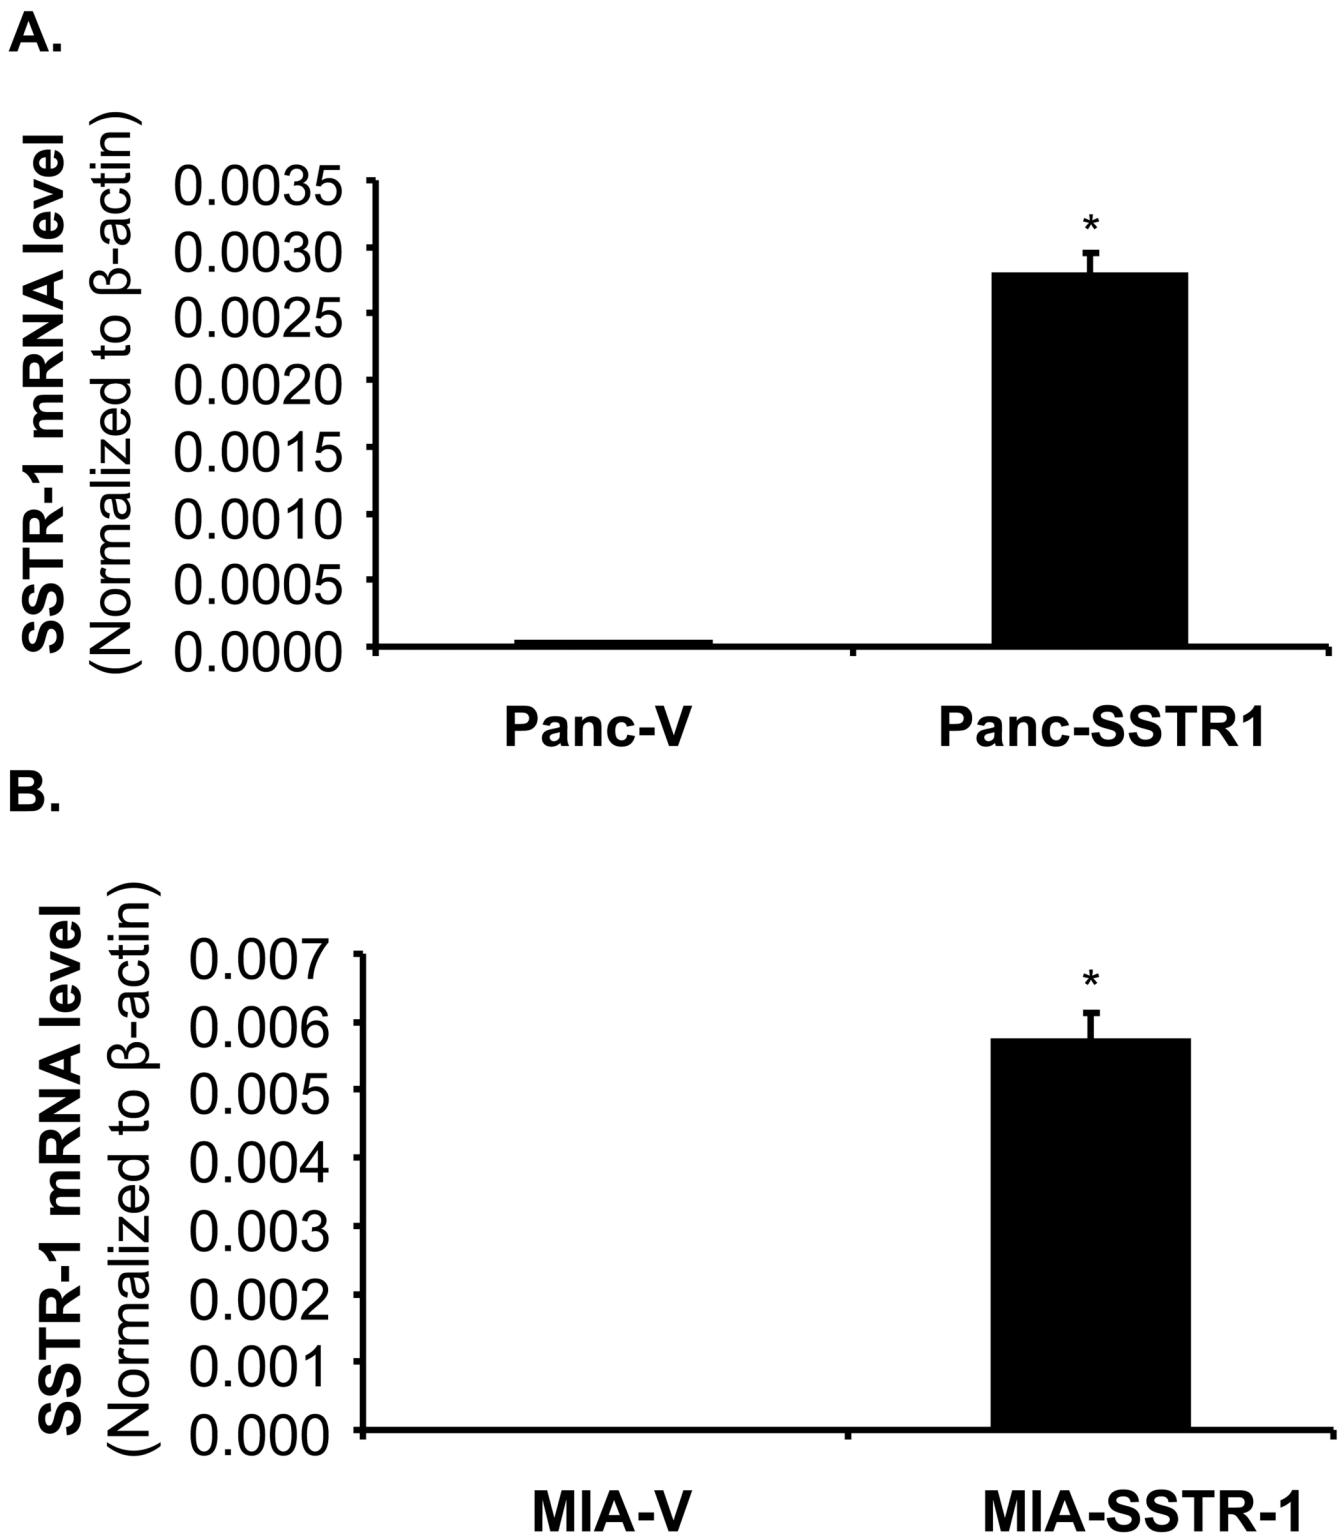 A.
SSTR-1 mRNA level
(Normalized to β-actin)
0.0035
0.0030
0.0025
0.0020
0.0015
0.0010
0.0005
0.0000
*
Panc-V
Panc-SSTR1
B.
SSTR-1 mRNA level
(Normalized to β-actin)
0.007
0.006
0.005
0.004
0.003
0.002
0.001
0.000
*
MIA-V
MIA-SSTR-1